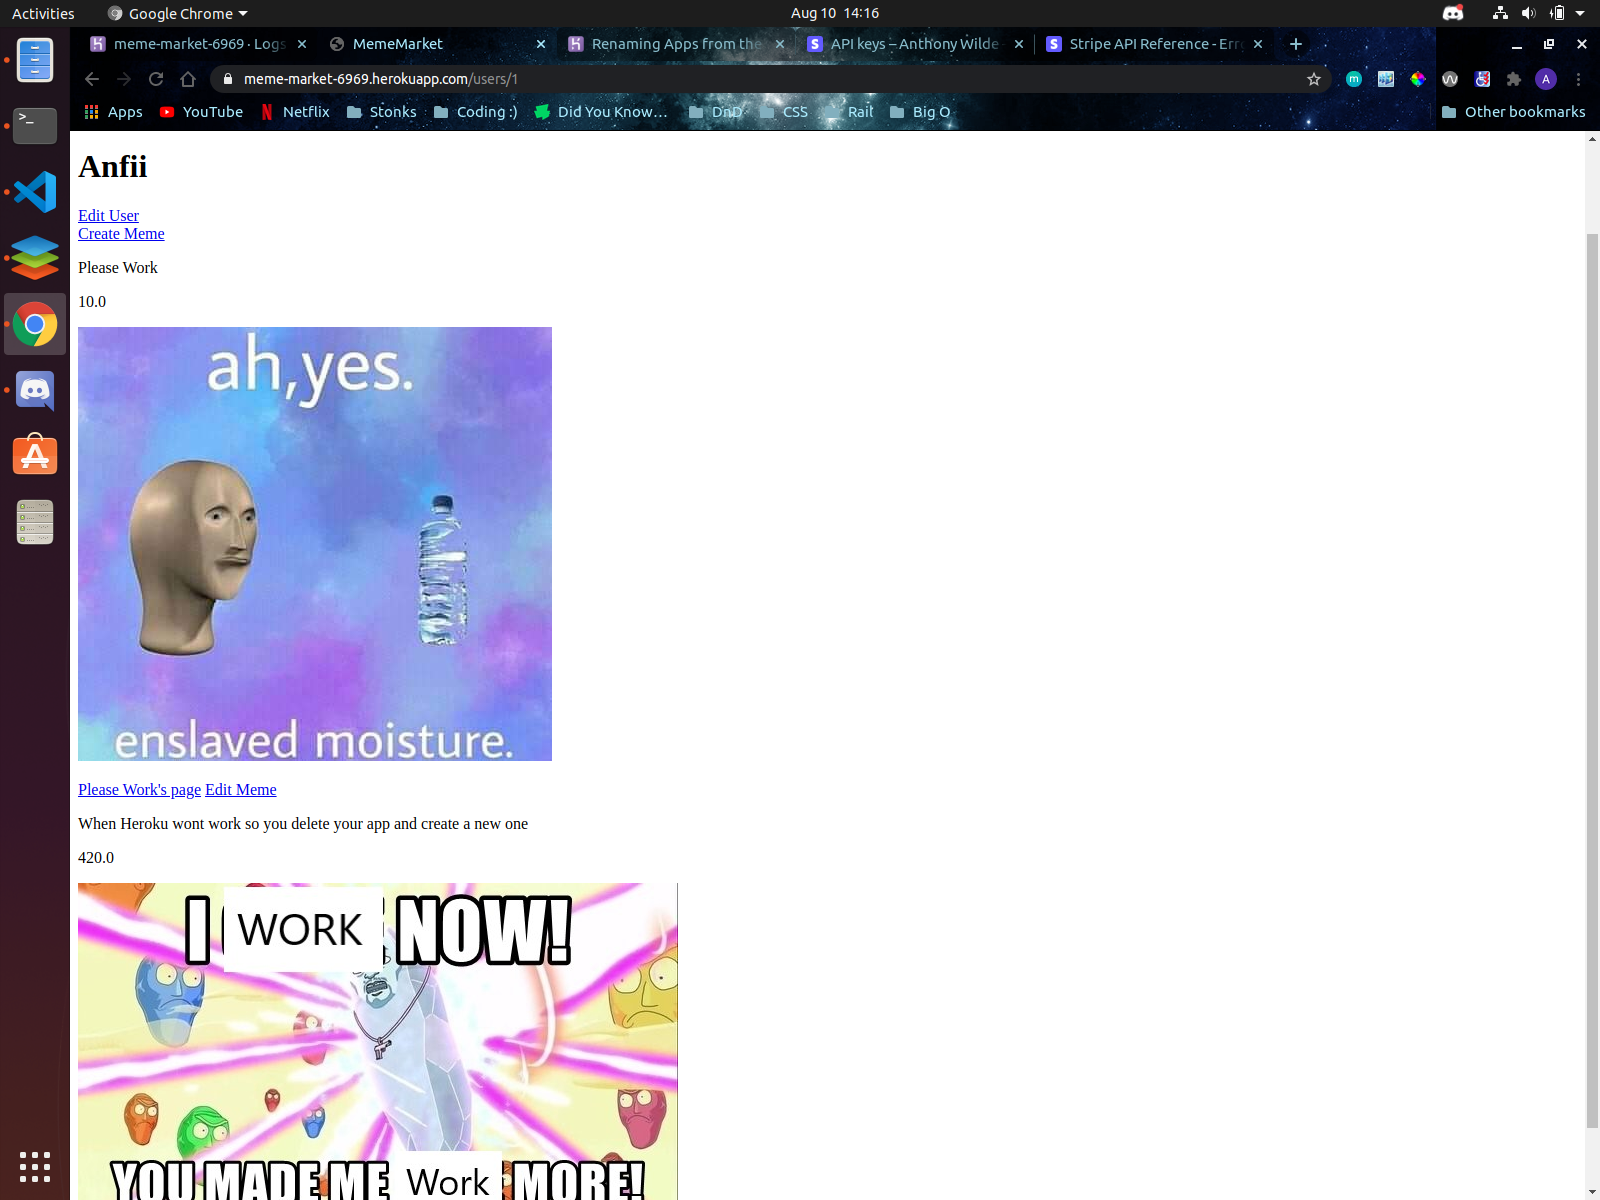 Activities
Google Chrome
Aug 10 14:16
meme-market-6969 · Logs
MemeMarket
Renaming Apps from the
API keys – Anthony Wilde
Stripe API Reference - Err
meme-market-6969.herokuapp.com/users/1
m
A
Apps
YouTube
Netflix
Stonks
Coding :)
Did You Know...
DnD
CSS
Rail
Big O
Other bookmarks
Anfii
Edit User
Create Meme
Please Work
10.0
ah,yes.
enslaved moisture.
Please Work's page Edit Meme
When Heroku wont work so you delete your app and create a new one
420.0
I WORK NOW!
YOU MADE ME Work MORE!